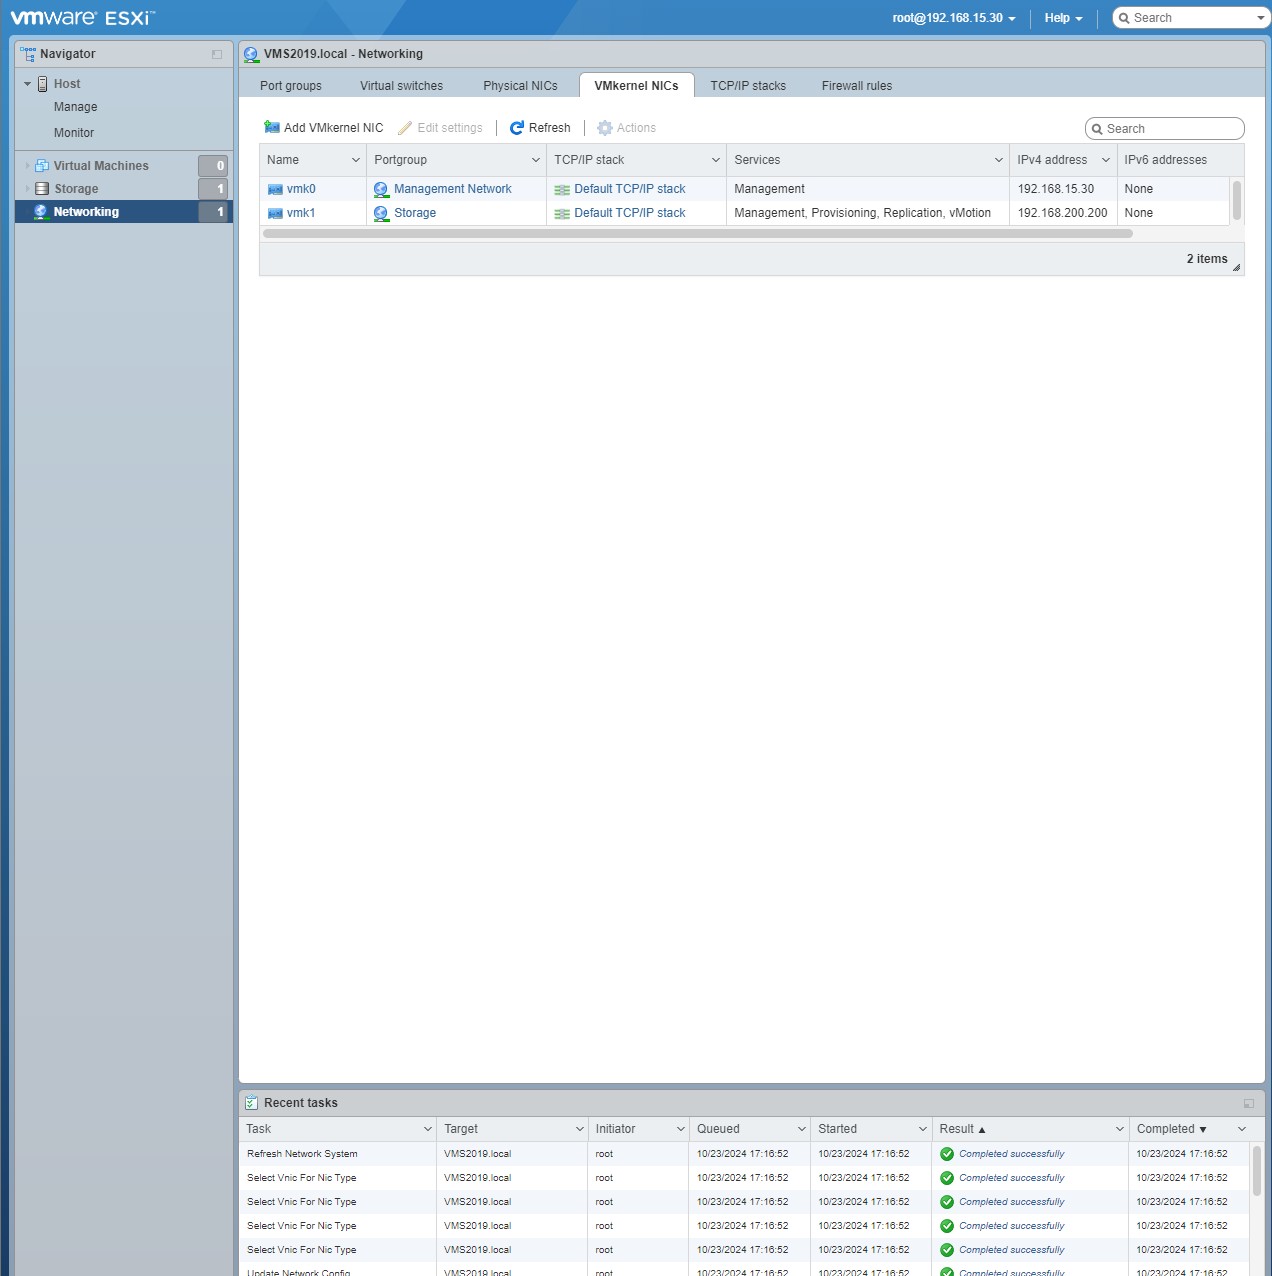 vmware ESXi™
root@192.168.15.30
Help
Search
Navigator
Host
Manage
Monitor
Virtual Machines 0
Storage 1
Networking 1
VMS2019.local - Networking
Port groups Virtual switches Physical NICs VMkernel NICs TCP/IP stacks Firewall rules
Add VMkernel NIC Edit settings Refresh Actions Search
Name Portgroup TCP/IP stack Services IPv4 address IPv6 addresses
vmk0 Management Network Default TCP/IP stack Management 192.168.15.30 None
vmk1 Storage Default TCP/IP stack Management, Provisioning, Replication, vMotion 192.168.200.200 None
2 items
Recent tasks
Task Target Initiator Queued Started Result ▲ Completed ▼
Refresh Network System VMS2019.local root 10/23/2024 17:16:52 10/23/2024 17:16:52 Completed successfully 10/23/2024 17:16:52
Select Vnic For Nic Type VMS2019.local root 10/23/2024 17:16:52 10/23/2024 17:16:52 Completed successfully 10/23/2024 17:16:52
Select Vnic For Nic Type VMS2019.local root 10/23/2024 17:16:52 10/23/2024 17:16:52 Completed successfully 10/23/2024 17:16:52
Select Vnic For Nic Type VMS2019.local root 10/23/2024 17:16:52 10/23/2024 17:16:52 Completed successfully 10/23/2024 17:16:52
Select Vnic For Nic Type VMS2019.local root 10/23/2024 17:16:52 10/23/2024 17:16:52 Completed successfully 10/23/2024 17:16:52
Update Network Config VMS2019.local root 10/23/2024 17:16:52 10/23/2024 17:16:52 Completed successfully 10/23/2024 17:16:52